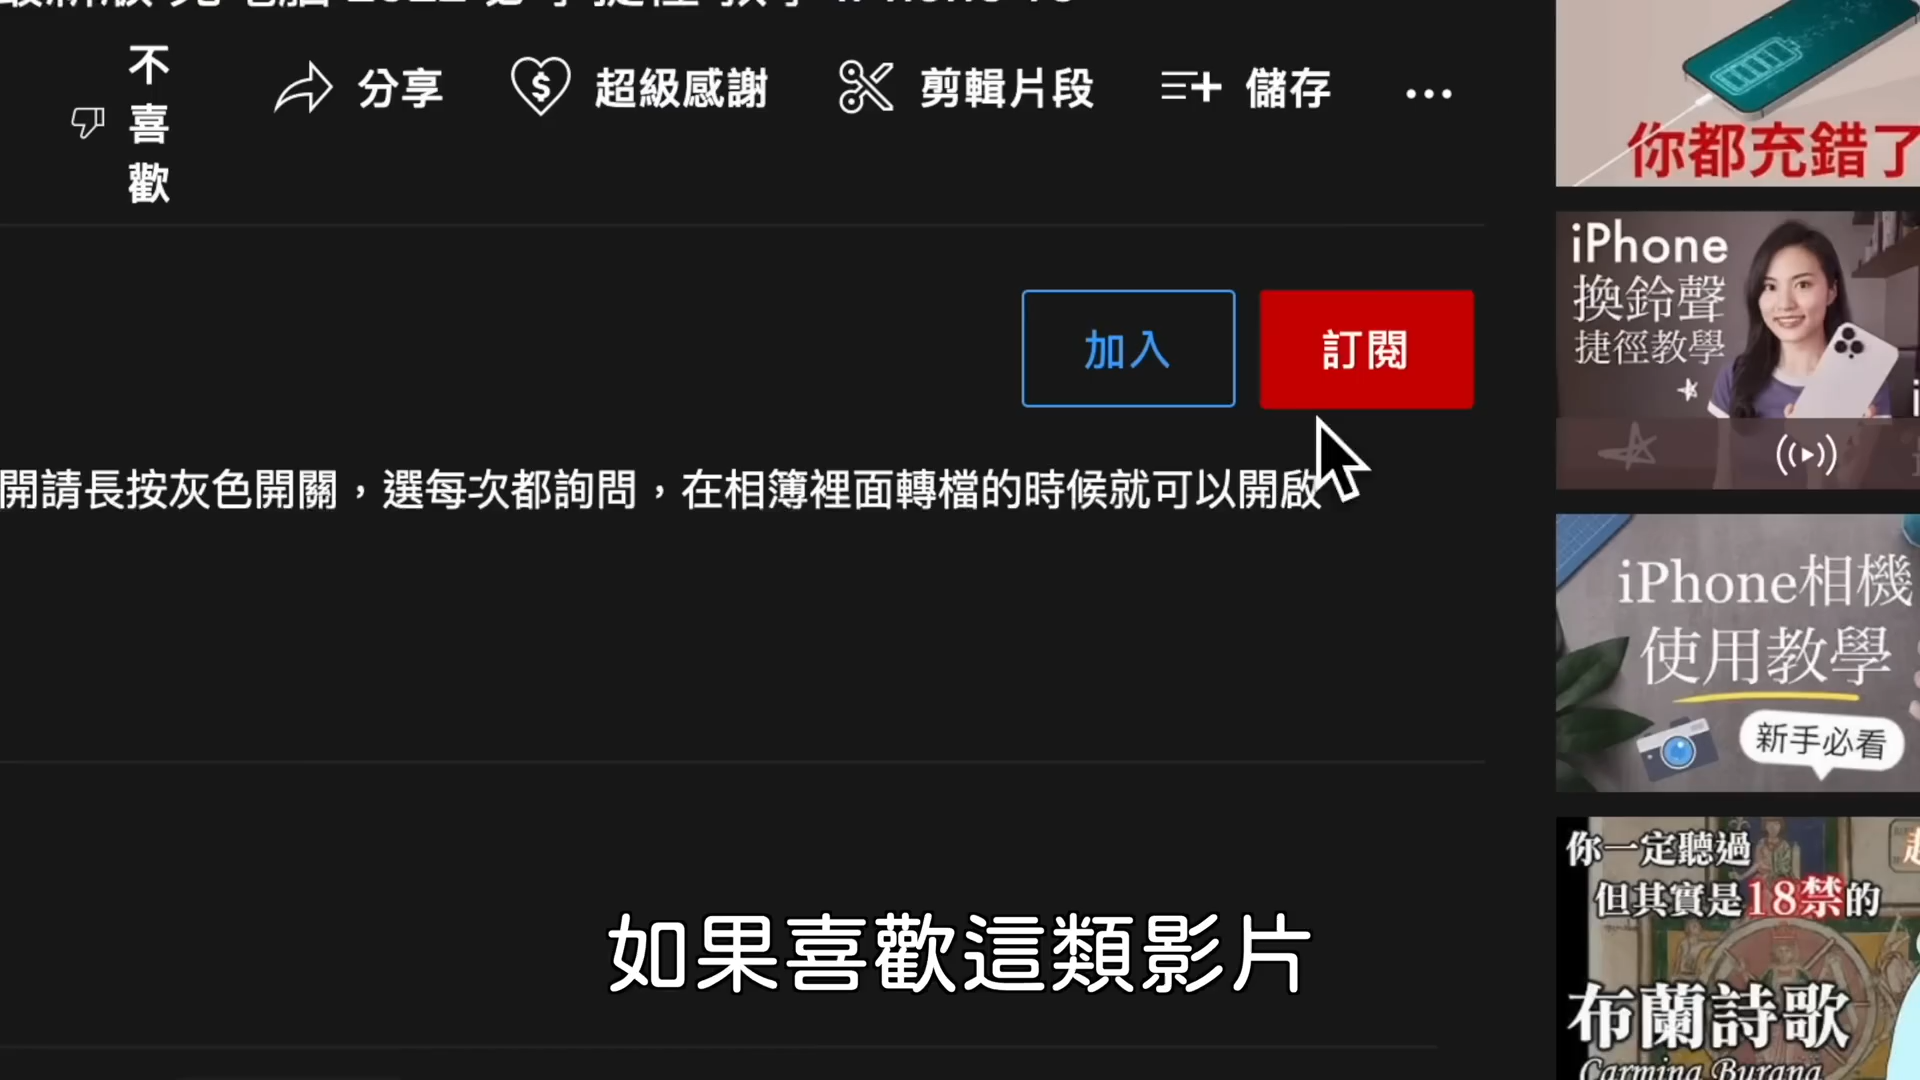 不喜歡
分享
超級感謝
剪輯片段
儲存
加入
訂閱
開請長按灰色開關，選每次都詢問，在相簿裡面轉檔的時候就可以開啟
如果喜歡這類影片
你都充錯了
iPhone
換鈴聲
捷徑教學
iPhone相機
使用教學
新手必看
你一定聽過
但其實是18禁的
布蘭詩歌
Carmina Burana